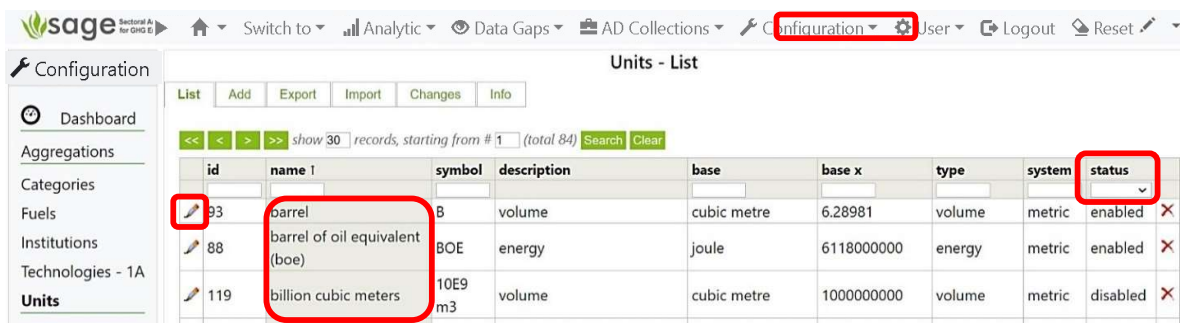 sage Sectoral A
for GHG E
Switch to Analytic Data Gaps AD Collections Configuration User Logout Reset
Configuration
Units - List
List Add Export Import Changes Info
Dashboard
Aggregations
Categories
Fuels
Institutions
Technologies - 1A
Units
<< < > >> show 30 records, starting from # 1 (total 84) Search Clear
id name ↑ symbol description base base x type system status
93 barrel B volume cubic metre 6.28981 volume metric enabled
88 barrel of oil equivalent (boe) BOE energy joule 6118000000 energy metric enabled
119 billion cubic meters 10E9 m3 volume cubic metre 1000000000 volume metric disabled